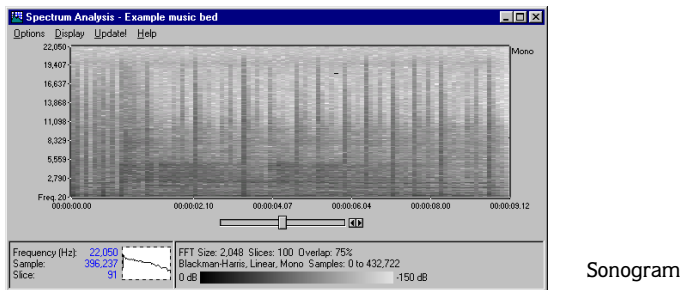 Spectrum Analysis - Example music bed
Options Display Update! Help
22,050
Mono
19,407
16,637
13,868
11,098
8,329
5,559
2,790
Freq. 20
00:00:00.00 00:00:02.10 00:00:04.07 00:00:06.04 00:00:08.00 00:00:09.12
Frequency (Hz): 22,050
Sample: 396,237
Slice: 91
FFT Size: 2,048 Slices: 100 Overlap: 75%
Blackman-Harris, Linear, Mono Samples: 0 to 432,722
0 dB -150 dB
Sonogram